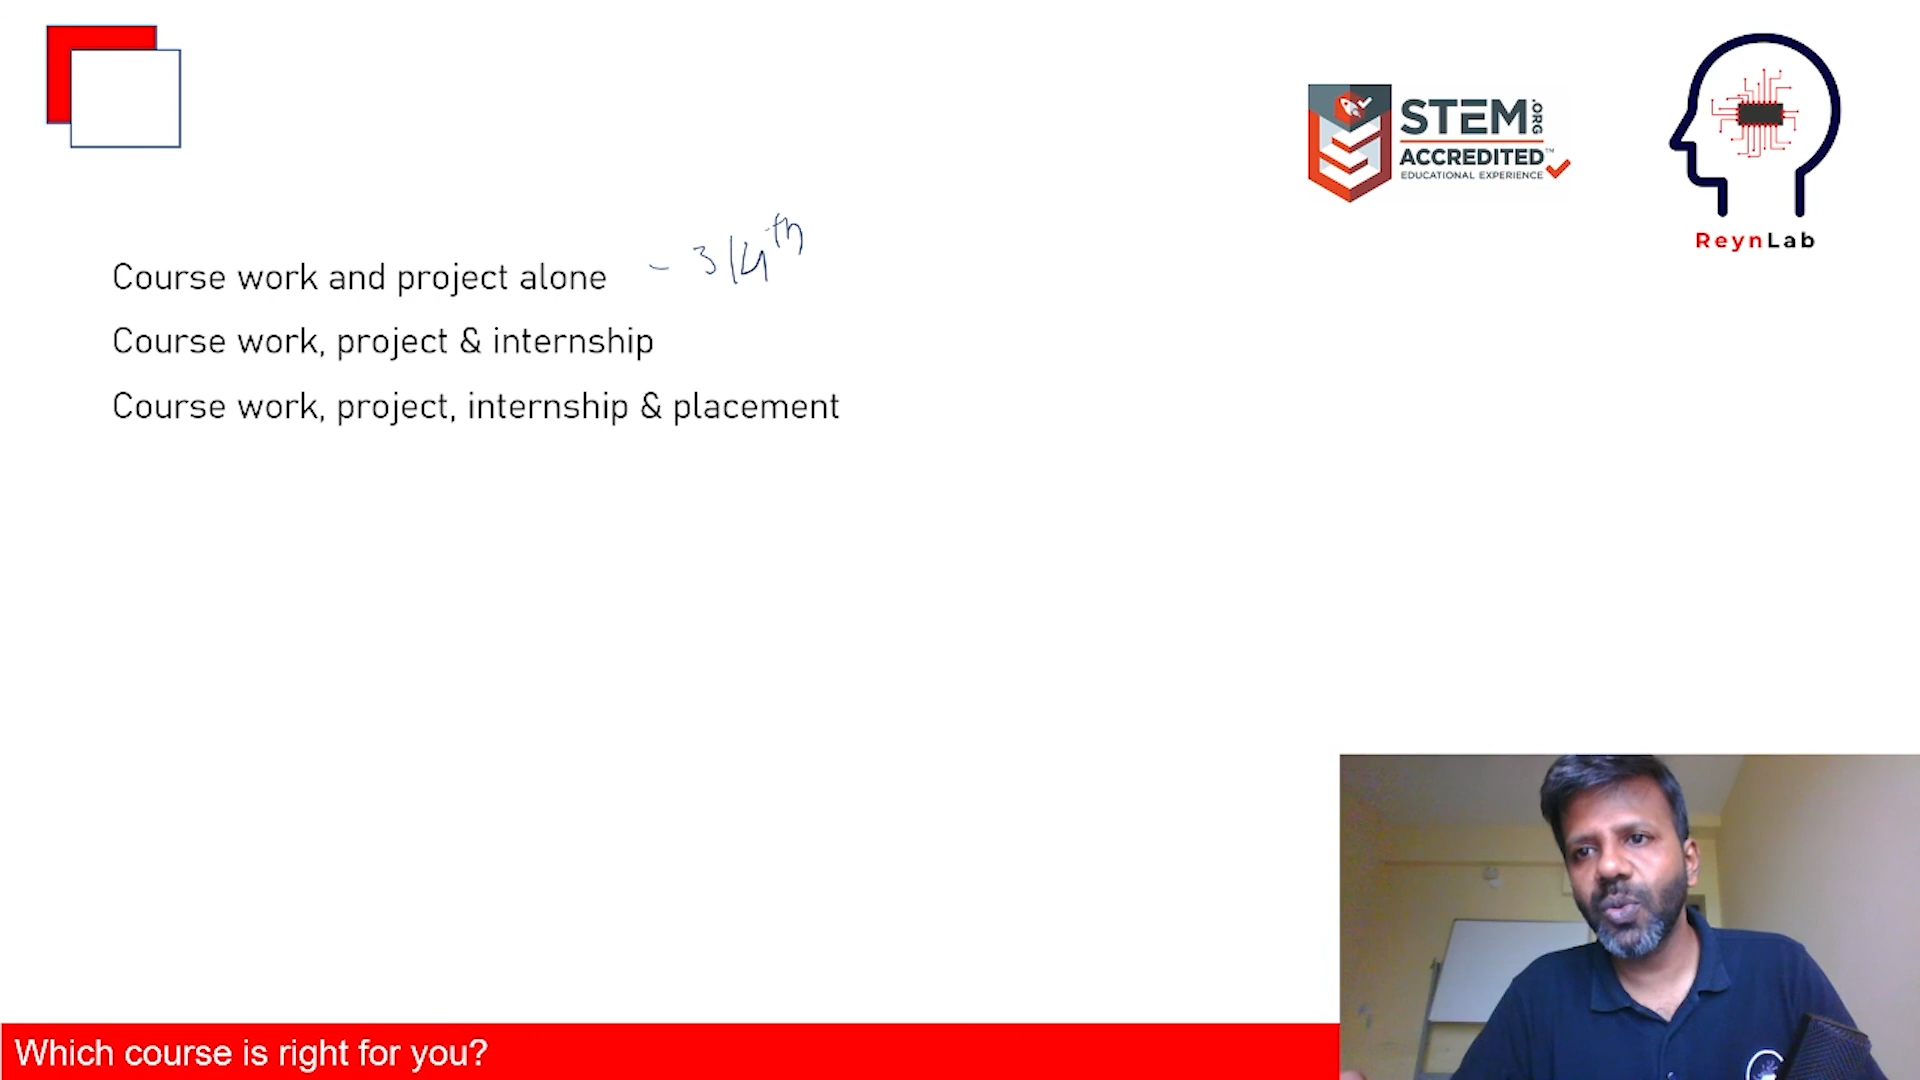 STEM.ORG
ACCREDITED™
EDUCATIONAL EXPERIENCE
ReynLab
Course work and project alone - 3/4th
Course work, project & internship
Course work, project, internship & placement
Which course is right for you?